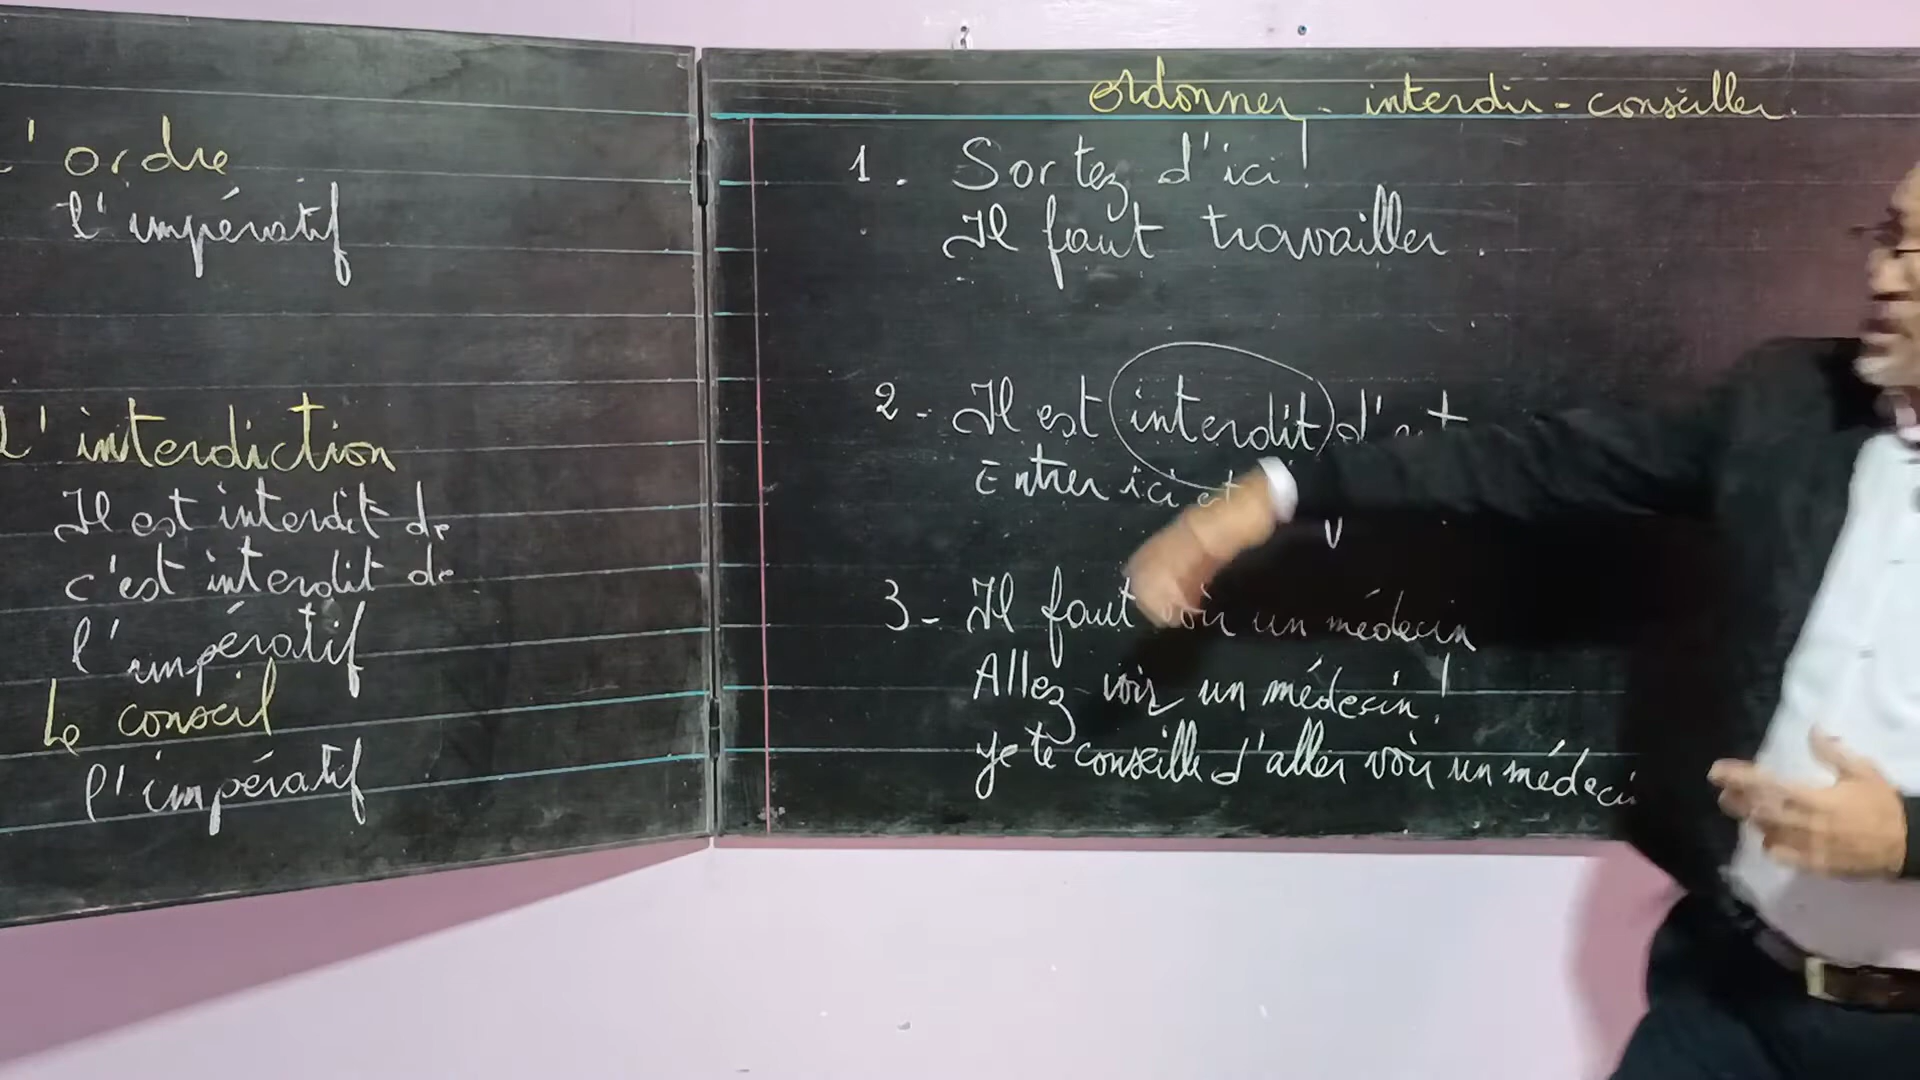 L'ordre
l'impératif
L'interdiction
Il est interdit de
c'est interdit de
l'impératif
Le conseil
l'impératif
Ordonner - interdir - conseiller.
1. Sortez d'ici!
Il faut travailler.
2- Il est interdit
Entrer ici
3- Il faut voir un médecin
Allez voir un médecin!
Je te conseille d'aller voir un médecin